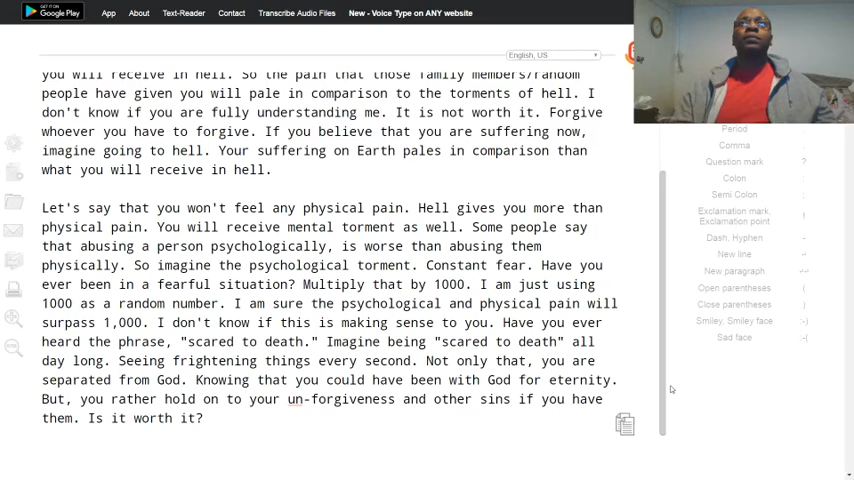 GET IT ON
Google Play
App
About
Text-Reader
Contact
Transcribe Audio Files
New - Voice Type on ANY website
English, US
you will receive in hell. So the pain that those family members/random
people have given you will pale in comparison to the torments of hell. I
don't know if you are fully understanding me. It is not worth it. Forgive
whoever you have to forgive. If you believe that you are suffering now,
imagine going to hell. Your suffering on Earth pales in comparison than
what you will receive in hell.
Let's say that you won't feel any physical pain. Hell gives you more than
physical pain. You will receive mental torment as well. Some people say
that abusing a person psychologically, is worse than abusing them
physically. So imagine the psychological torment. Constant fear. Have you
ever been in a fearful situation? Multiply that by 1000. I am just using
1000 as a random number. I am sure the psychological and physical pain will
surpass 1,000. I don't know if this is making sense to you. Have you ever
heard the phrase, "scared to death." Imagine being "scared to death" all
day long. Seeing frightening things every second. Not only that, you are
separated from God. Knowing that you could have been with God for eternity.
But, you rather hold on to your un-forgiveness and other sins if you have
them. Is it worth it?
Period
Comma ,
Question mark ?
Colon :
Semi Colon ;
Exclamation mark,
Exclamation point !
Dash, Hyphen -
New line ↵
New paragraph ↵↵
Open parentheses (
Close parentheses )
Smiley, Smiley face :-)
Sad face :-(